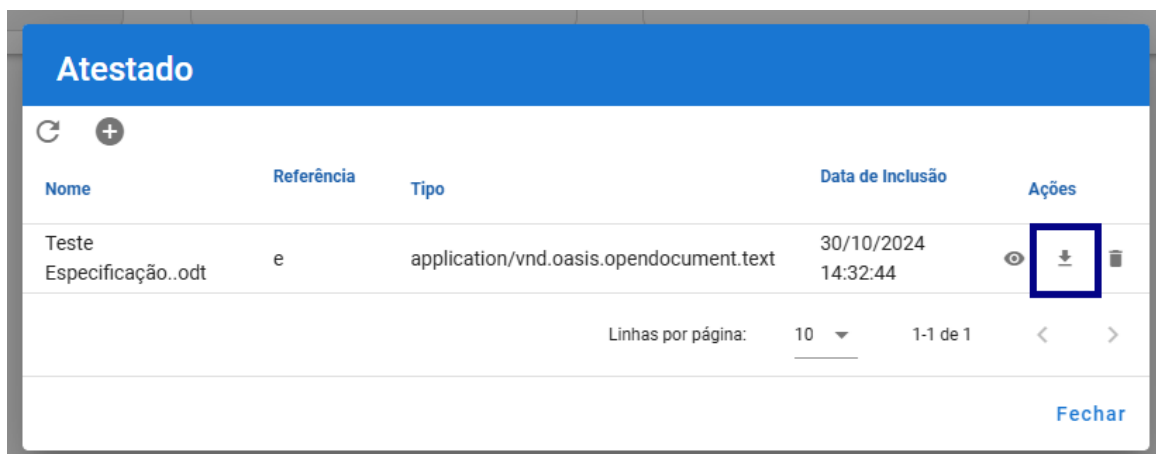 Atestado
Nome Referência Tipo Data de Inclusão Ações
Teste
Especificação..odt
e
application/vnd.oasis.opendocument.text
30/10/2024
14:32:44
Linhas por página: 10 1-1 de 1
Fechar